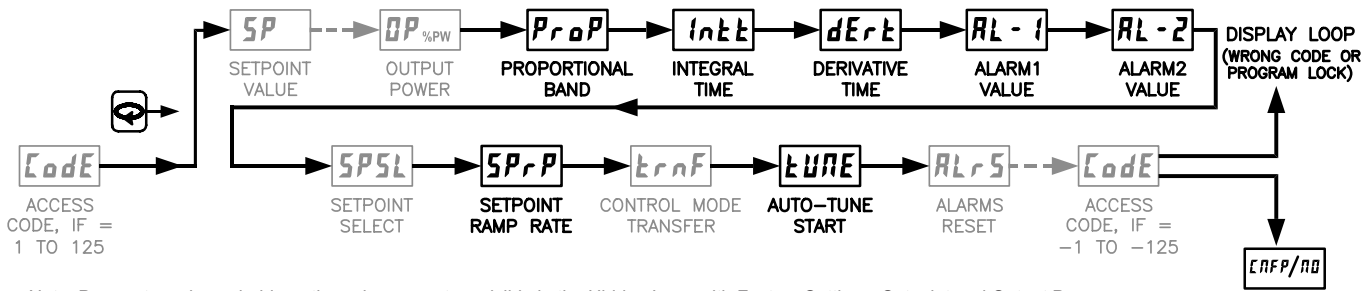 SP
OP %PW
ProP
Intt
dErt
AL-1
AL-2
DISPLAY LOOP
(WRONG CODE OR
PROGRAM LOCK)
SETPOINT
VALUE
OUTPUT
POWER
PROPORTIONAL
BAND
INTEGRAL
TIME
DERIVATIVE
TIME
ALARM1
VALUE
ALARM2
VALUE
CodE
SPSL
SPrP
trnF
tUNE
ALrS
CodE
ACCESS
CODE, IF =
1 TO 125
SETPOINT
SELECT
SETPOINT
RAMP RATE
CONTROL MODE
TRANSFER
AUTO-TUNE
START
ALARMS
RESET
ACCESS
CODE, IF =
-1 TO -125
CNFP/NO